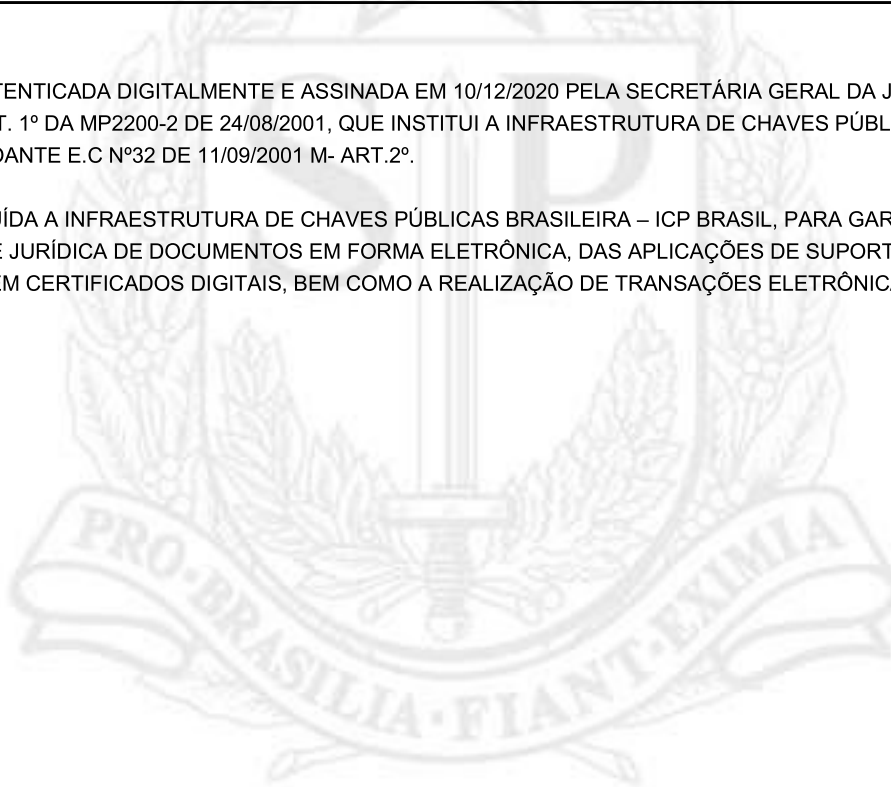 TENTICADA DIGITALMENTE E ASSINADA EM 10/12/2020 PELA SECRETÁRIA GERAL DA J
T. 1º DA MP2200-2 DE 24/08/2001, QUE INSTITUI A INFRAESTRUTURA DE CHAVES PÚBL
DANTE E.C Nº32 DE 11/09/2001 M- ART.2º.
ÍDA A INFRAESTRUTURA DE CHAVES PÚBLICAS BRASILEIRA – ICP BRASIL, PARA GAR
E JURÍDICA DE DOCUMENTOS EM FORMA ELETRÔNICA, DAS APLICAÇÕES DE SUPORT
EM CERTIFICADOS DIGITAIS, BEM COMO A REALIZAÇÃO DE TRANSAÇÕES ELETRÔNICA
SP
PRO·BRASILIA·FIANT·EXIMIA